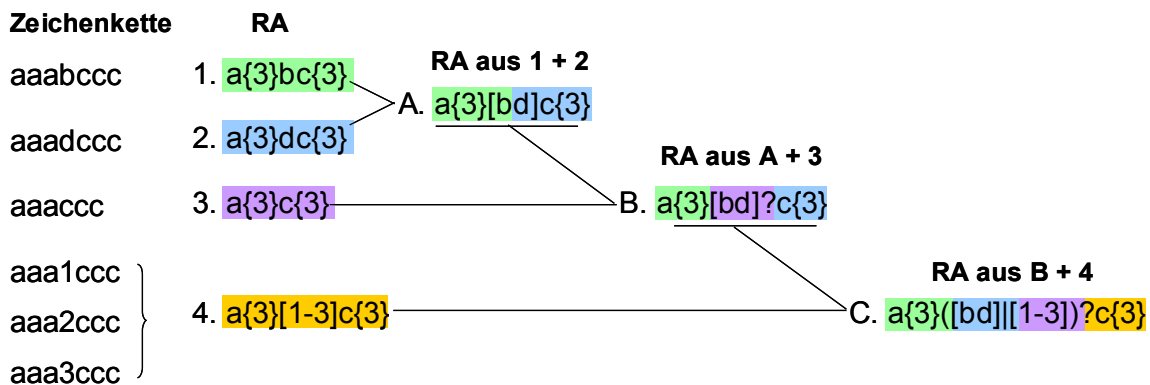 Zeichenkette RA
aaabccc 1. a{3}bc{3} RA aus 1 + 2
A. a{3}[bd]c{3}
aaadccc 2. a{3}dc{3}
RA aus A + 3
aaaccc 3. a{3}c{3} B. a{3}[bd]?c{3}
aaa1ccc RA aus B + 4
aaa2ccc 4. a{3}[1-3]c{3} C. a{3}([bd]|[1-3])?c{3}
aaa3ccc